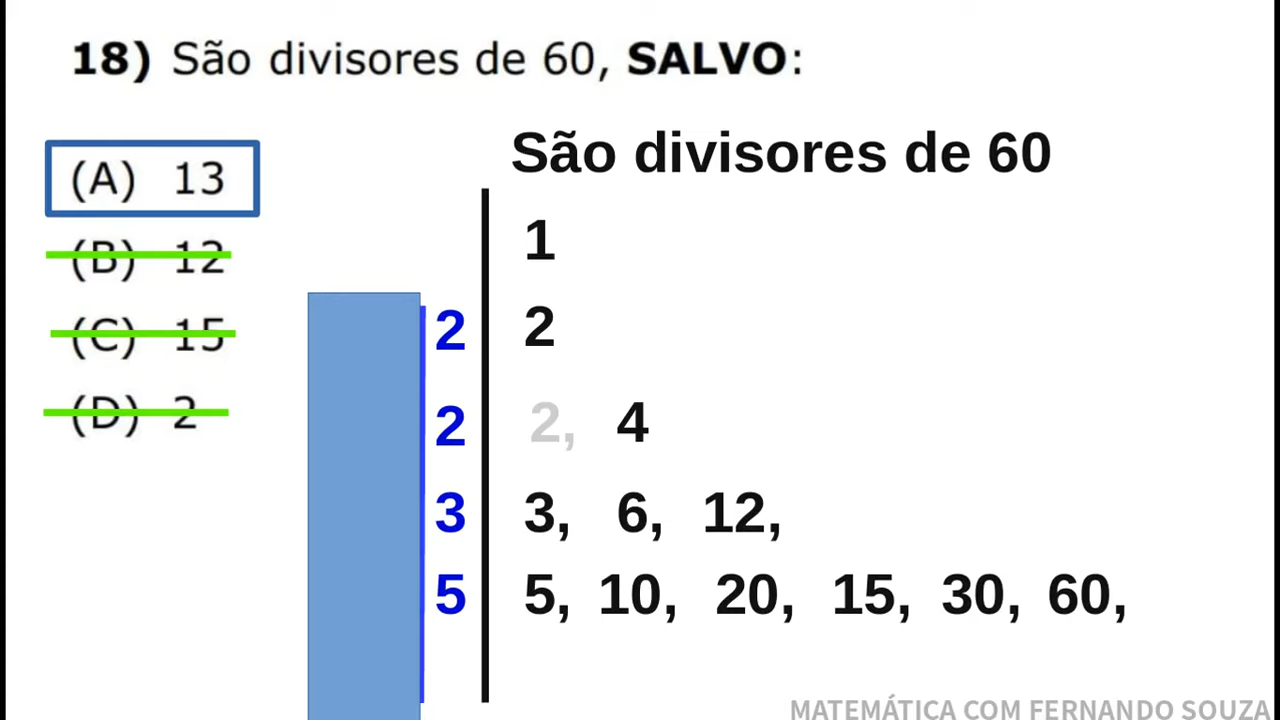 18) São divisores de 60, SALVO:
(A) 13
(B) 12
(C) 15
(D) 2
São divisores de 60
1
2 2
2 2, 4
3 3, 6, 12,
5 5, 10, 20, 15, 30, 60,
MATEMÁTICA COM FERNANDO SOUZA